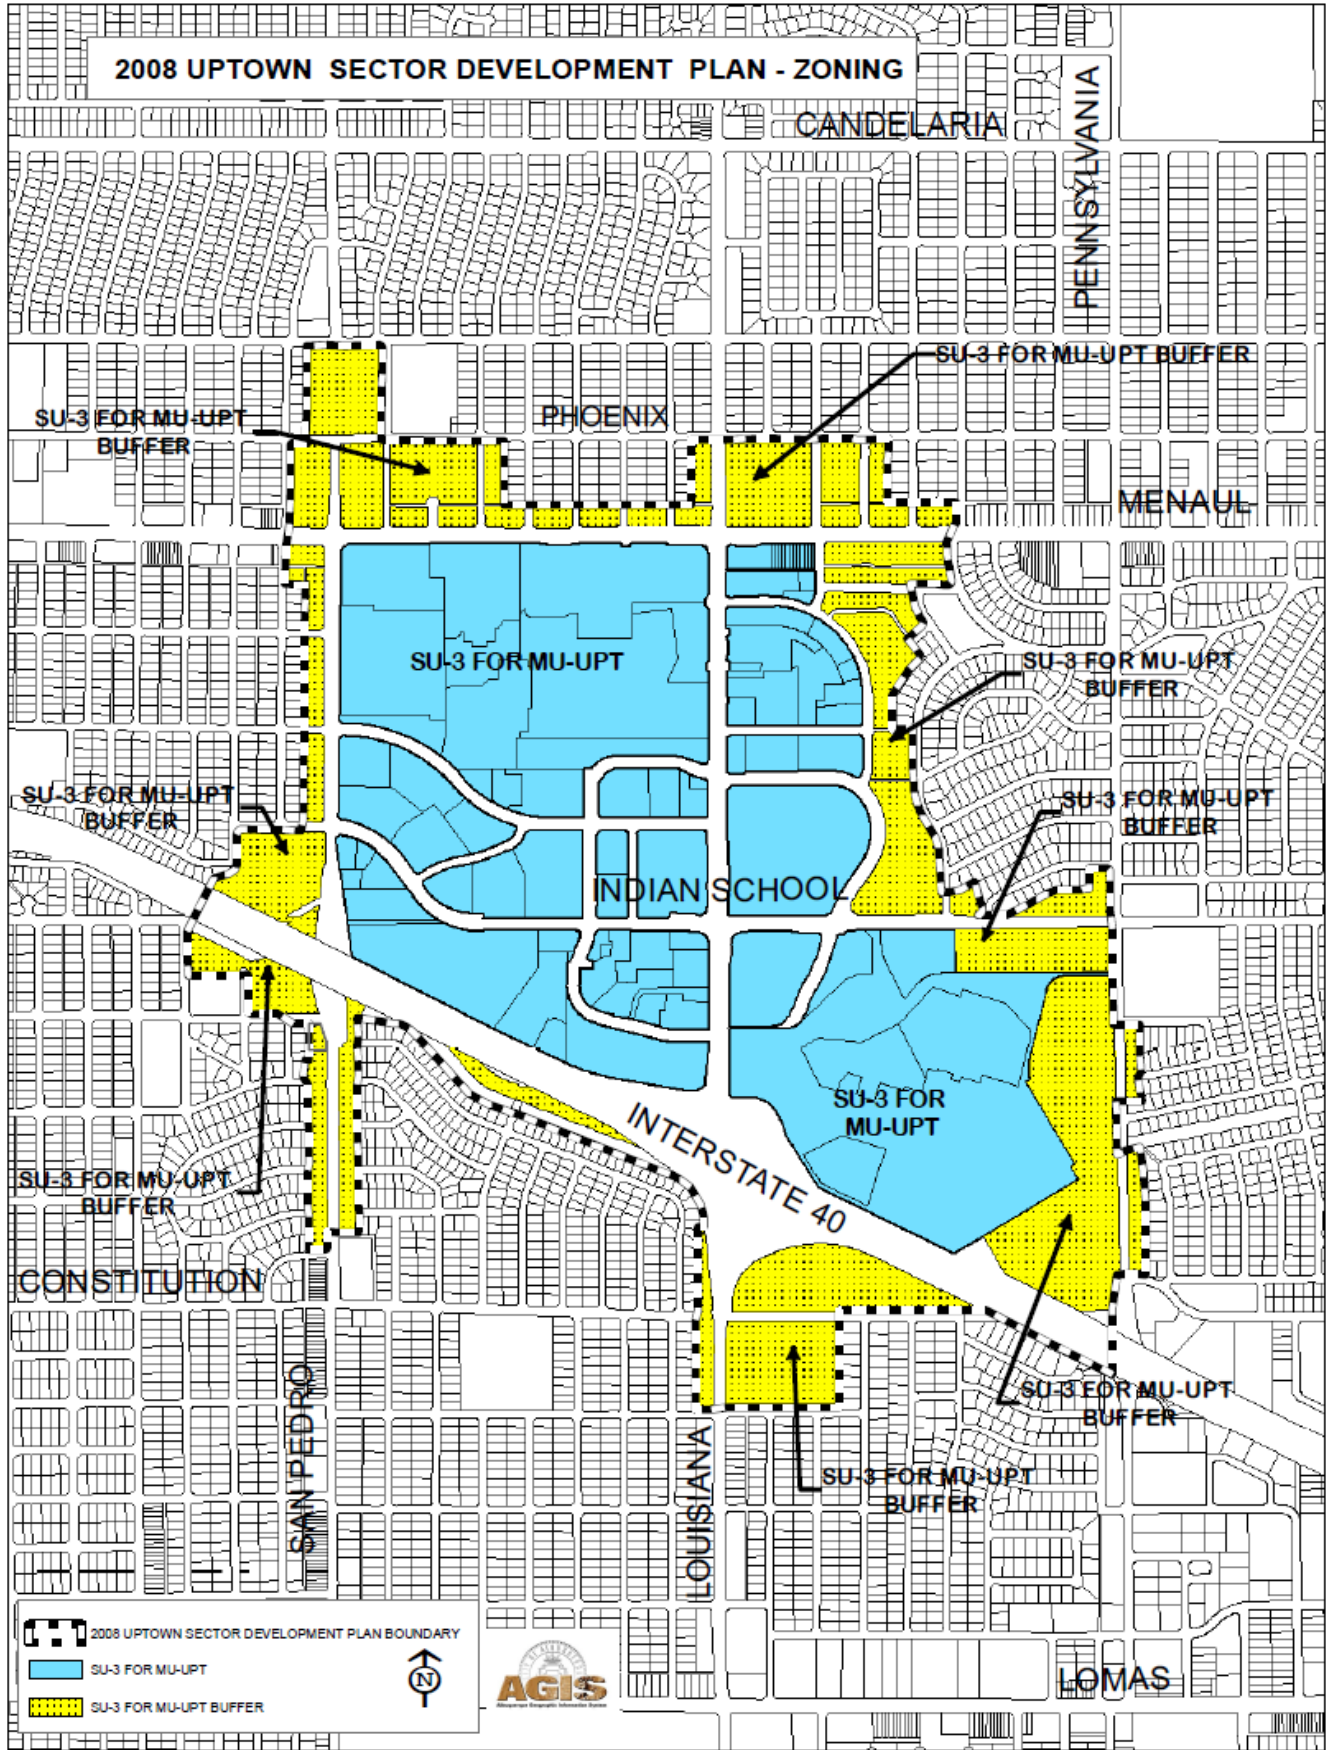 2008 UPTOWN SECTOR DEVELOPMENT PLAN - ZONING
CANDELARIA
PENNSYLVANIA
SU-3 FOR MU-UPT BUFFER
SU-3 FOR MU-UPT
BUFFER
PHOENIX
MENAUL
SU-3 FOR MU-UPT
SU-3 FOR MU-UPT
BUFFER
SU-3 FOR MU-UPT
BUFFER
SU-3 FOR MU-UPT
BUFFER
INDIAN SCHOOL
SU-3 FOR
MU-UPT
INTERSTATE 40
SU-3 FOR MU-UPT
BUFFER
CONSTITUTION
SAN PEDRO
SU-3 FOR MU-UPT
BUFFER
LOUISIANA
SU-3 FOR MU-UPT
BUFFER
2008 UPTOWN SECTOR DEVELOPMENT PLAN BOUNDARY
SU-3 FOR MU-UPT
SU-3 FOR MU-UPT BUFFER
N
AGIS
Albuquerque Geographic Information System
LOMAS